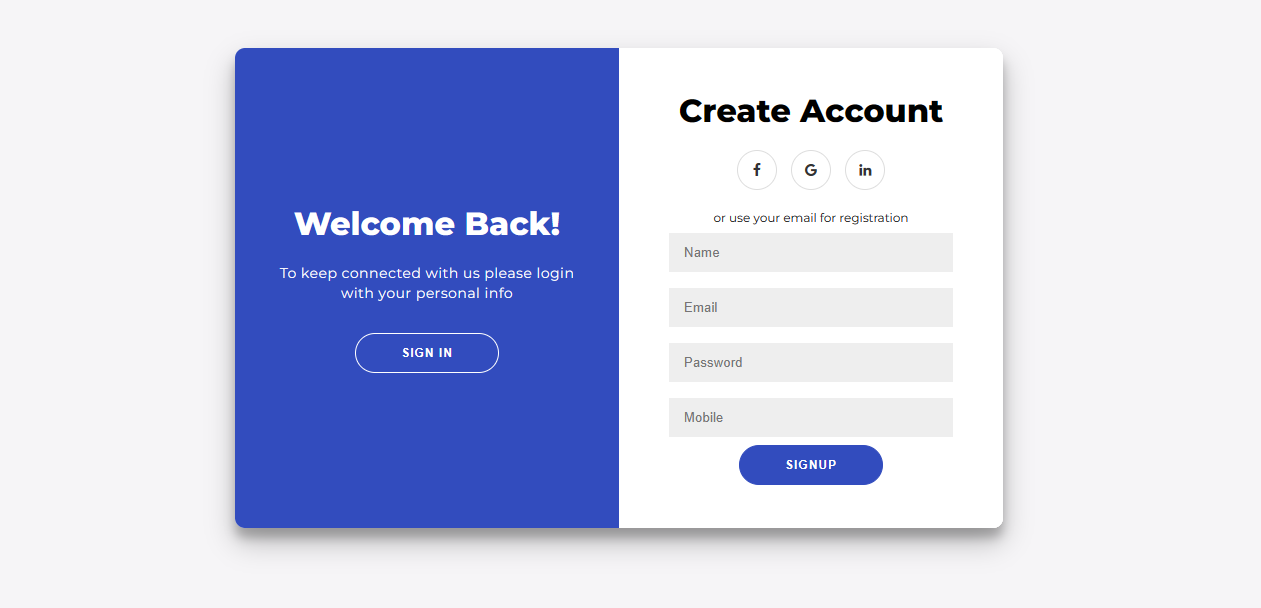 Welcome Back!
To keep connected with us please login
with your personal info
SIGN IN
Create Account
f
G
in
or use your email for registration
Name
Email
Password
Mobile
SIGNUP